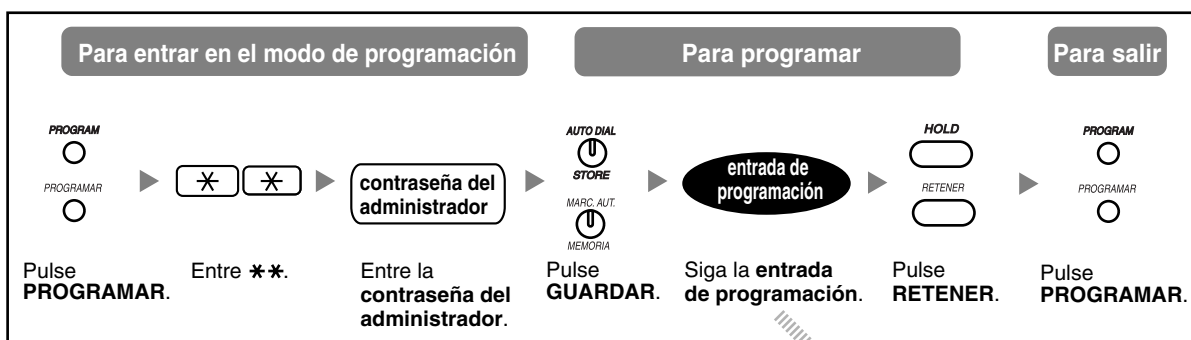 Para entrar en el modo de programación
Para programar
Para salir
PROGRAM
PROGRAMAR
✱ ✱
contraseña del
administrador
AUTO DIAL
STORE
MARC. AUT.
MEMORIA
entrada de
programación
HOLD
RETENER
PROGRAM
PROGRAMAR
Pulse
PROGRAMAR.
Entre ✱✱.
Entre la
contraseña del
administrador.
Pulse
GUARDAR.
Siga la entrada
de programación.
Pulse
RETENER.
Pulse
PROGRAMAR.